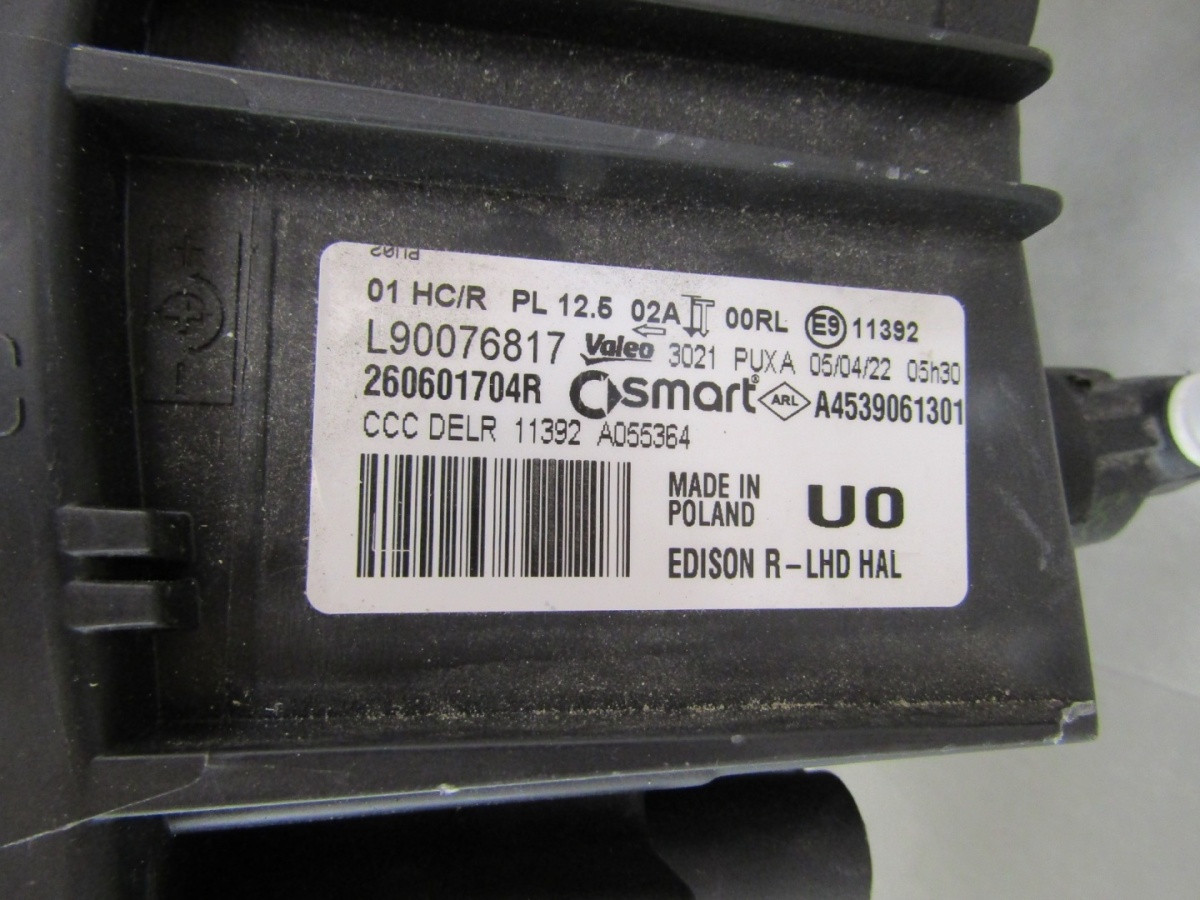 PU02
01 HC/R PL 12.5 02A 00RL E9 11392
L90076817 Valeo 3021 PUXA 05/04/22 05h30
260601704R smart® ARL A4539061301
CCC DELR 11392 A055364
MADE IN
POLAND
U0
EDISON R-LHD HAL